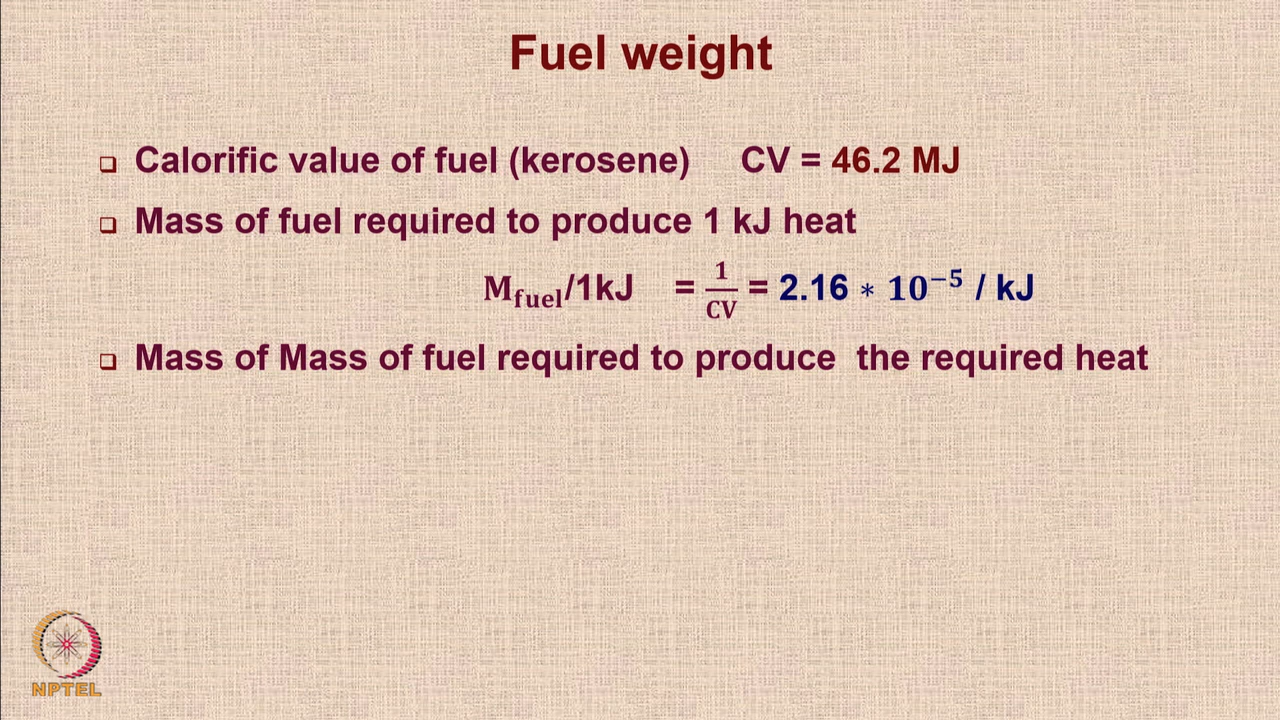 Fuel weight
❑ Calorific value of fuel (kerosene) CV = 46.2 MJ
❑ Mass of fuel required to produce 1 kJ heat
M_fuel/1kJ = 1/CV = 2.16 * 10^−5 / kJ
❑ Mass of Mass of fuel required to produce the required heat
NPTEL